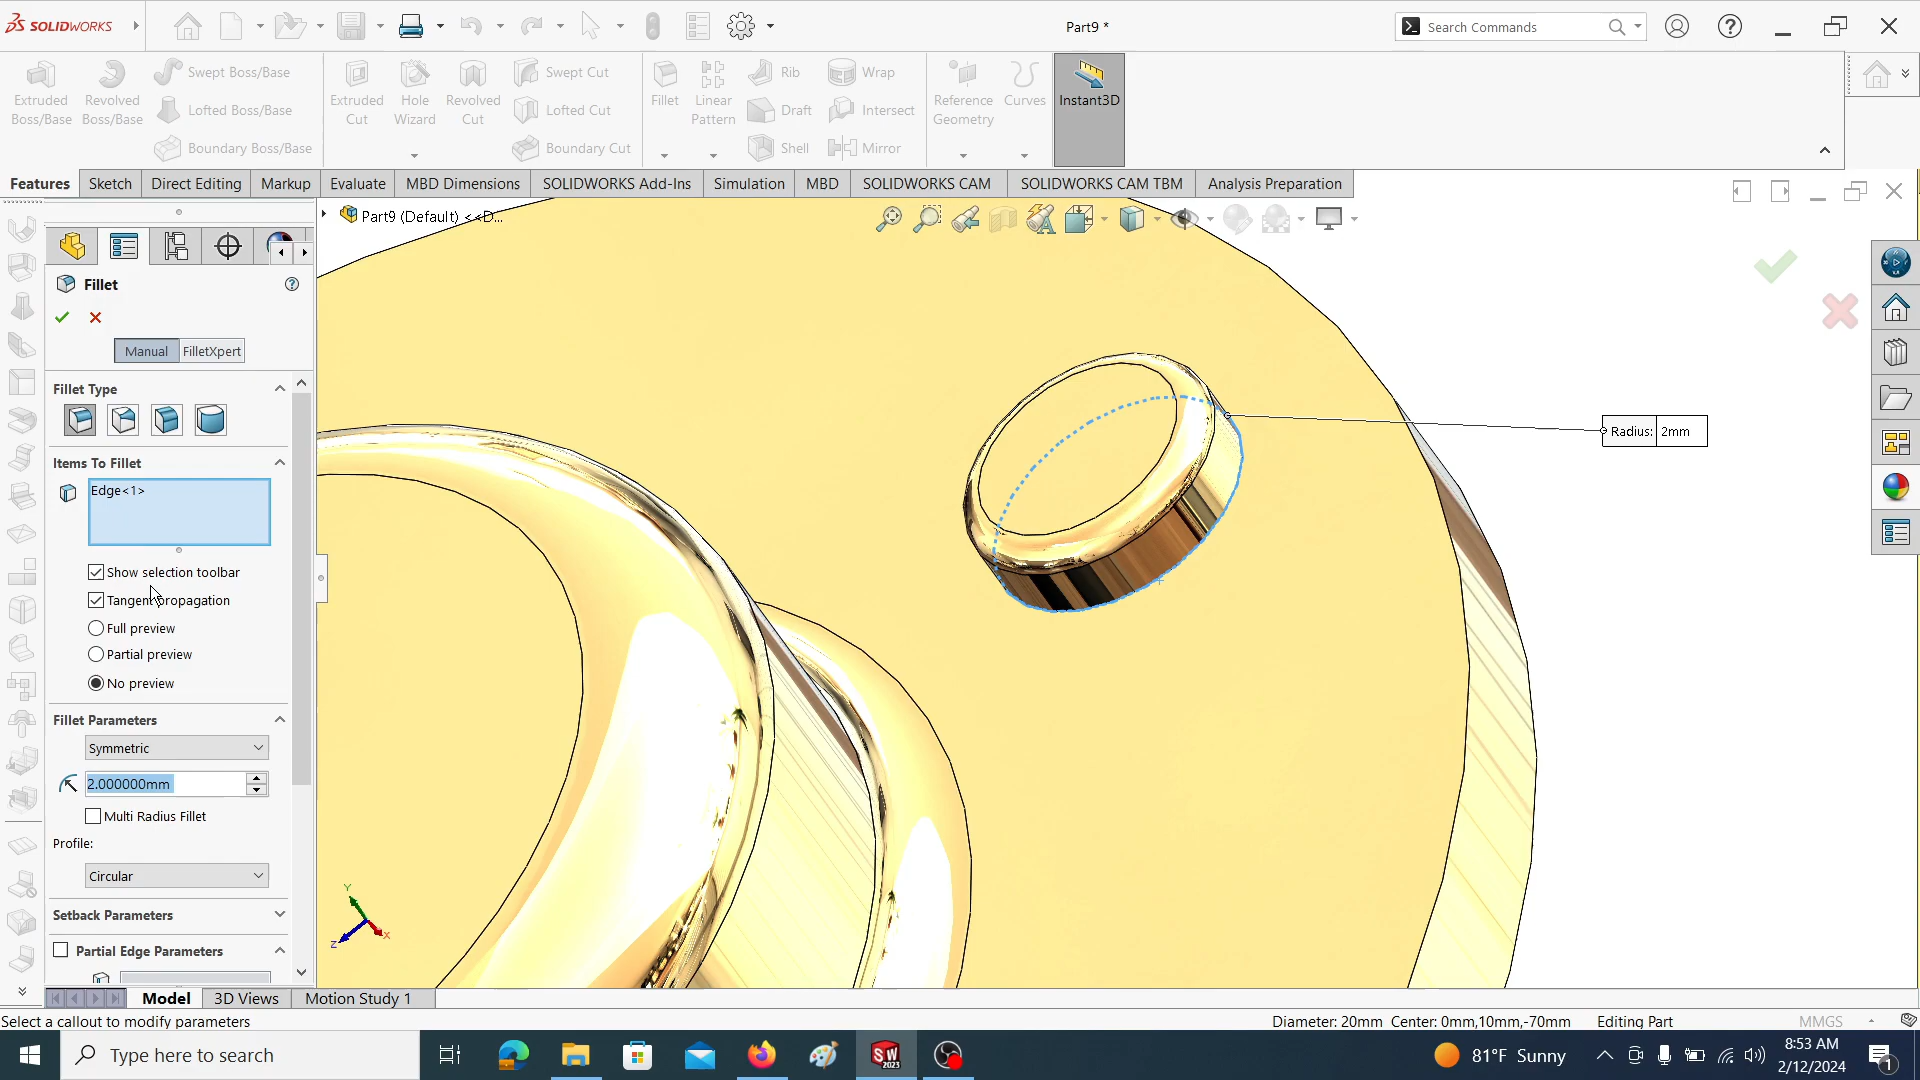 SOLIDWORKS
Part9 *
Search Commands
Extruded Boss/Base
Revolved Boss/Base
Swept Boss/Base
Lofted Boss/Base
Boundary Boss/Base
Extruded Cut
Hole Wizard
Revolved Cut
Swept Cut
Lofted Cut
Boundary Cut
Fillet
Linear Pattern
Rib
Draft
Shell
Wrap
Intersect
Mirror
Reference Geometry
Curves
Instant3D
Features
Sketch
Direct Editing
Markup
Evaluate
MBD Dimensions
SOLIDWORKS Add-Ins
Simulation
MBD
SOLIDWORKS CAM
SOLIDWORKS CAM TBM
Analysis Preparation
Part9 (Default) <<D...
Fillet
Manual
FilletXpert
Fillet Type
Items To Fillet
Edge<1>
Show selection toolbar
Tangent propagation
Full preview
Partial preview
No preview
Fillet Parameters
Symmetric
2.000000mm
Multi Radius Fillet
Profile:
Circular
Setback Parameters
Partial Edge Parameters
Radius: 2mm
Y
X
Z
Model
3D Views
Motion Study 1
Select a callout to modify parameters
Diameter: 20mm Center: 0mm,10mm,-70mm
Editing Part
MMGS
Type here to search
SW
2023
81°F Sunny
8:53 AM
2/12/2024
1